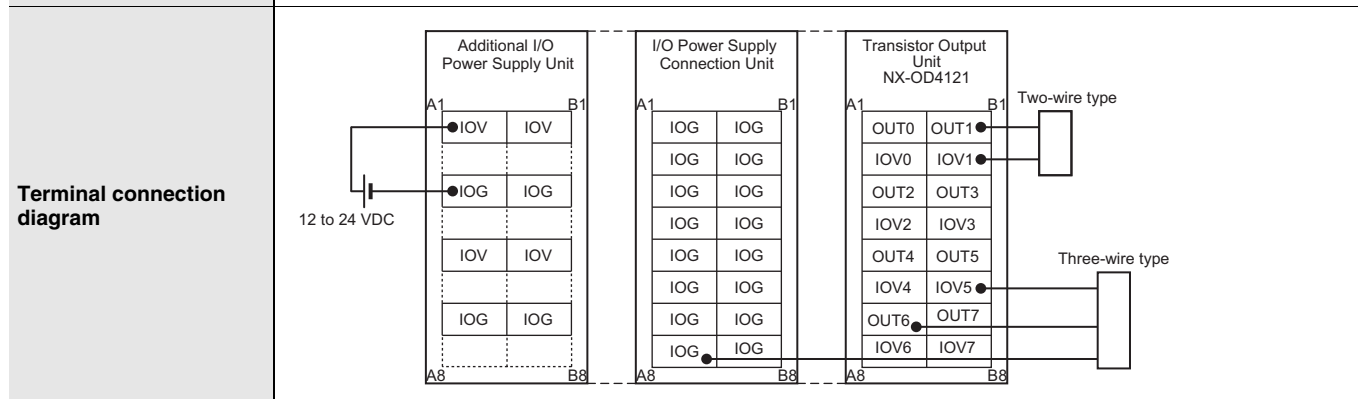 Terminal connection
diagram
12 to 24 VDC
Additional I/O
Power Supply Unit
A1 B1
IOV IOV
IOG IOG
IOV IOV
IOG IOG
A8 B8
I/O Power Supply
Connection Unit
A1 B1
IOG IOG
IOG IOG
IOG IOG
IOG IOG
IOG IOG
IOG IOG
IOG IOG
IOG IOG
A8 B8
Transistor Output
Unit
NX-OD4121
A1 B1
OUT0 OUT1
IOV0 IOV1
OUT2 OUT3
IOV2 IOV3
OUT4 OUT5
IOV4 IOV5
OUT6 OUT7
IOV6 IOV7
A8 B8
Two-wire type
Three-wire type